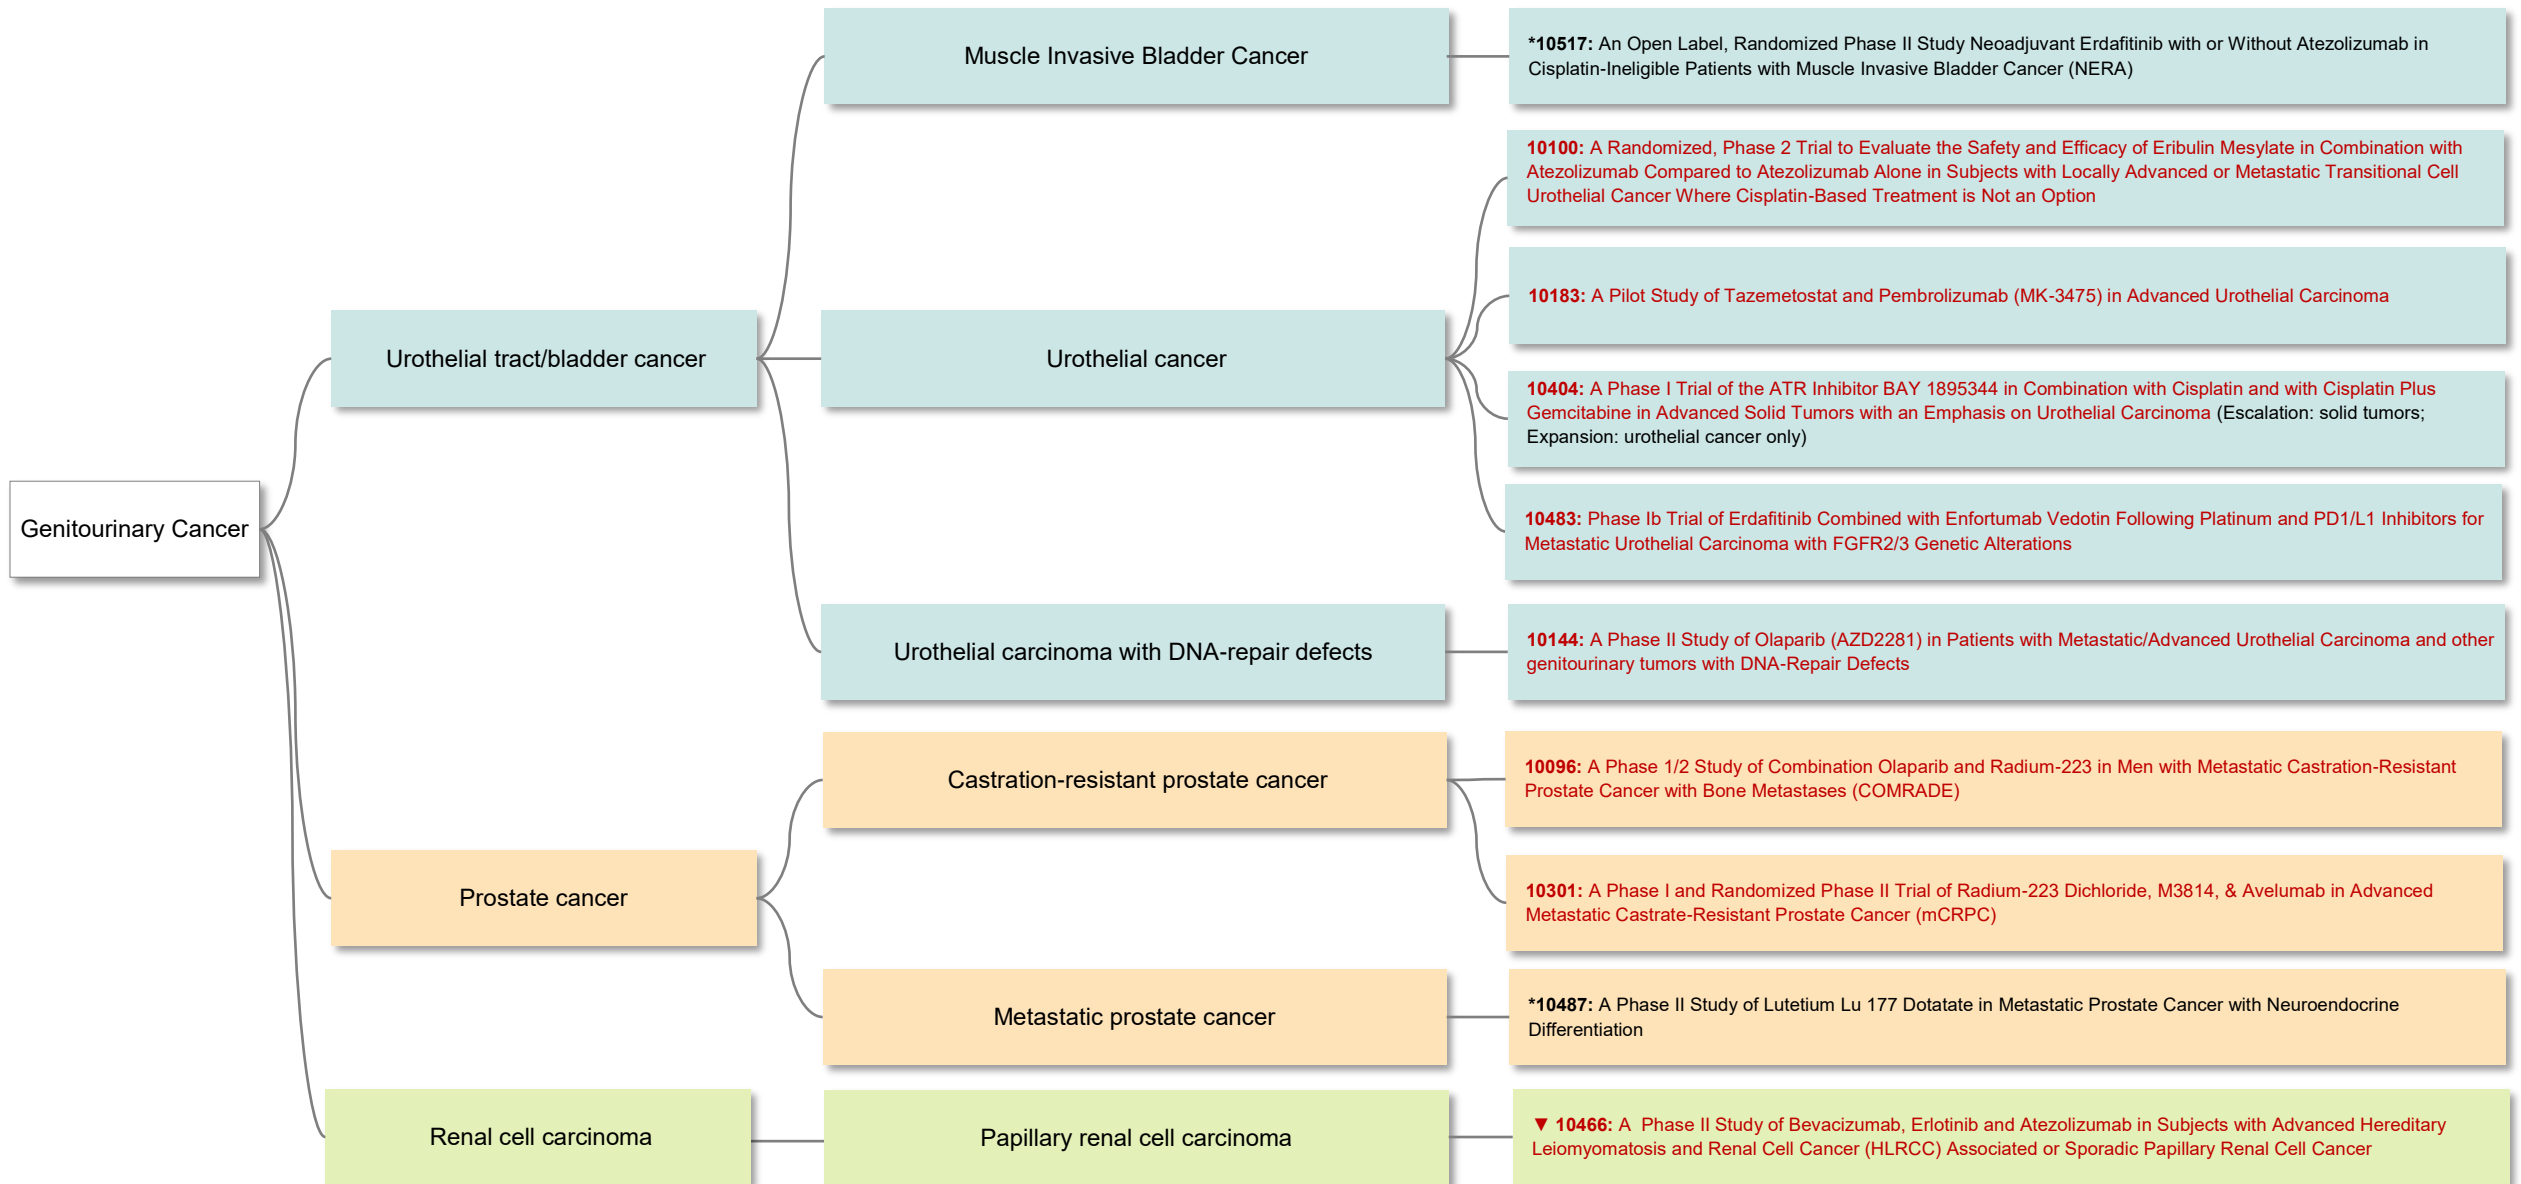 Genitourinary Cancer
Urothelial tract/bladder cancer
Muscle Invasive Bladder Cancer
*10517: An Open Label, Randomized Phase II Study Neoadjuvant Erdafitinib with or Without Atezolizumab in
Cisplatin-Ineligible Patients with Muscle Invasive Bladder Cancer (NERA)
Urothelial cancer
10100: A Randomized, Phase 2 Trial to Evaluate the Safety and Efficacy of Eribulin Mesylate in Combination with
Atezolizumab Compared to Atezolizumab Alone in Subjects with Locally Advanced or Metastatic Transitional Cell
Urothelial Cancer Where Cisplatin-Based Treatment is Not an Option
10183: A Pilot Study of Tazemetostat and Pembrolizumab (MK-3475) in Advanced Urothelial Carcinoma
10404: A Phase I Trial of the ATR Inhibitor BAY 1895344 in Combination with Cisplatin and with Cisplatin Plus
Gemcitabine in Advanced Solid Tumors with an Emphasis on Urothelial Carcinoma (Escalation: solid tumors;
Expansion: urothelial cancer only)
10483: Phase Ib Trial of Erdafitinib Combined with Enfortumab Vedotin Following Platinum and PD1/L1 Inhibitors for
Metastatic Urothelial Carcinoma with FGFR2/3 Genetic Alterations
Urothelial carcinoma with DNA-repair defects
10144: A Phase II Study of Olaparib (AZD2281) in Patients with Metastatic/Advanced Urothelial Carcinoma and other
genitourinary tumors with DNA-Repair Defects
Prostate cancer
Castration-resistant prostate cancer
10096: A Phase 1/2 Study of Combination Olaparib and Radium-223 in Men with Metastatic Castration-Resistant
Prostate Cancer with Bone Metastases (COMRADE)
10301: A Phase I and Randomized Phase II Trial of Radium-223 Dichloride, M3814, & Avelumab in Advanced
Metastatic Castrate-Resistant Prostate Cancer (mCRPC)
Metastatic prostate cancer
*10487: A Phase II Study of Lutetium Lu 177 Dotatate in Metastatic Prostate Cancer with Neuroendocrine
Differentiation
Renal cell carcinoma
Papillary renal cell carcinoma
▼ 10466: A Phase II Study of Bevacizumab, Erlotinib and Atezolizumab in Subjects with Advanced Hereditary
Leiomyomatosis and Renal Cell Cancer (HLRCC) Associated or Sporadic Papillary Renal Cell Cancer